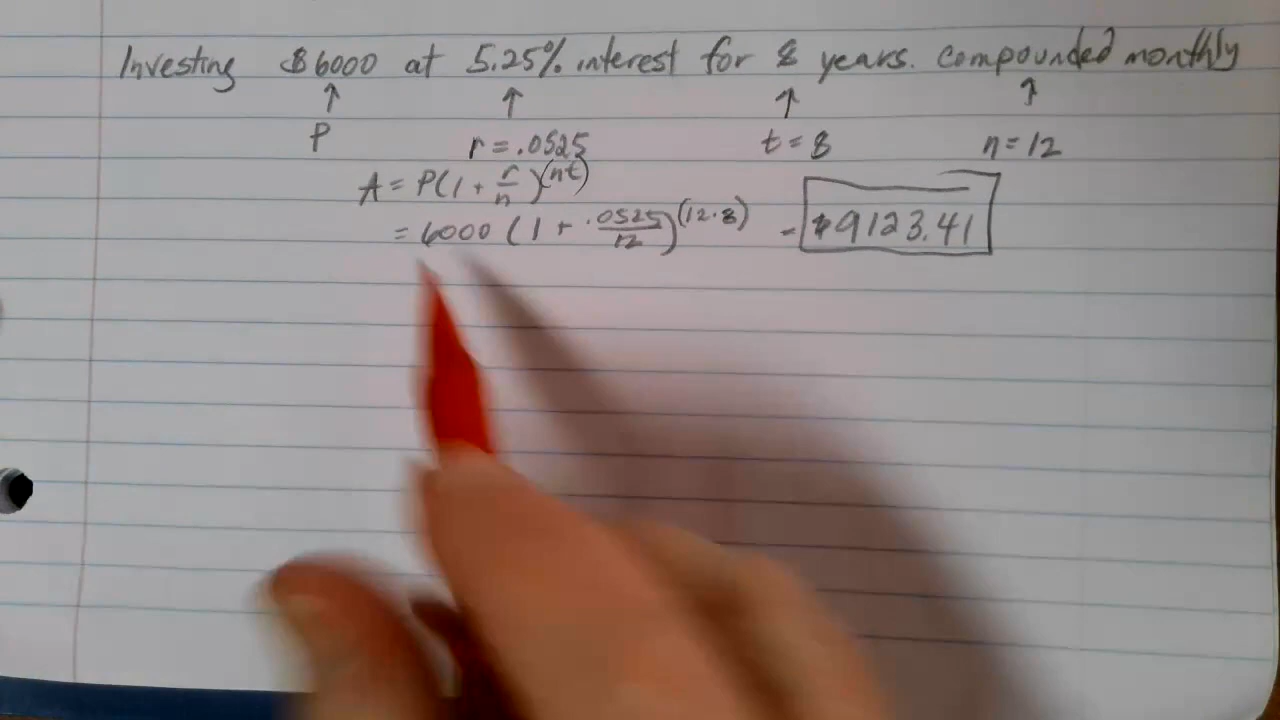 Investing $6000 at 5.25% interest for 8 years. compounded monthly
↑ ↑ ↑ ↑
P r = .0525 t = 8 n = 12
A = P(1 + r/n)^(nt)
= 6000 (1 + .0525/12)^(12·8) = $9123.41